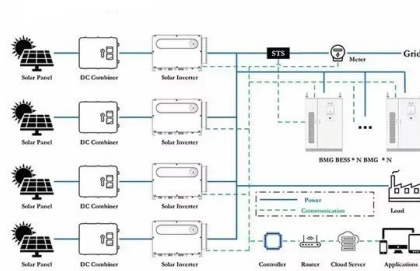 STS
Meter
Grid
Solar Panel
DC Combiner
Solar Inverter
Solar Panel
DC Combiner
Solar Inverter
BMG BESS * N BMG * N
Solar Panel
DC Combiner
Solar Inverter
Power
Communication
Load
Solar Panel
DC Combiner
Solar Inverter
Controller
Router
Cloud Server
Applications